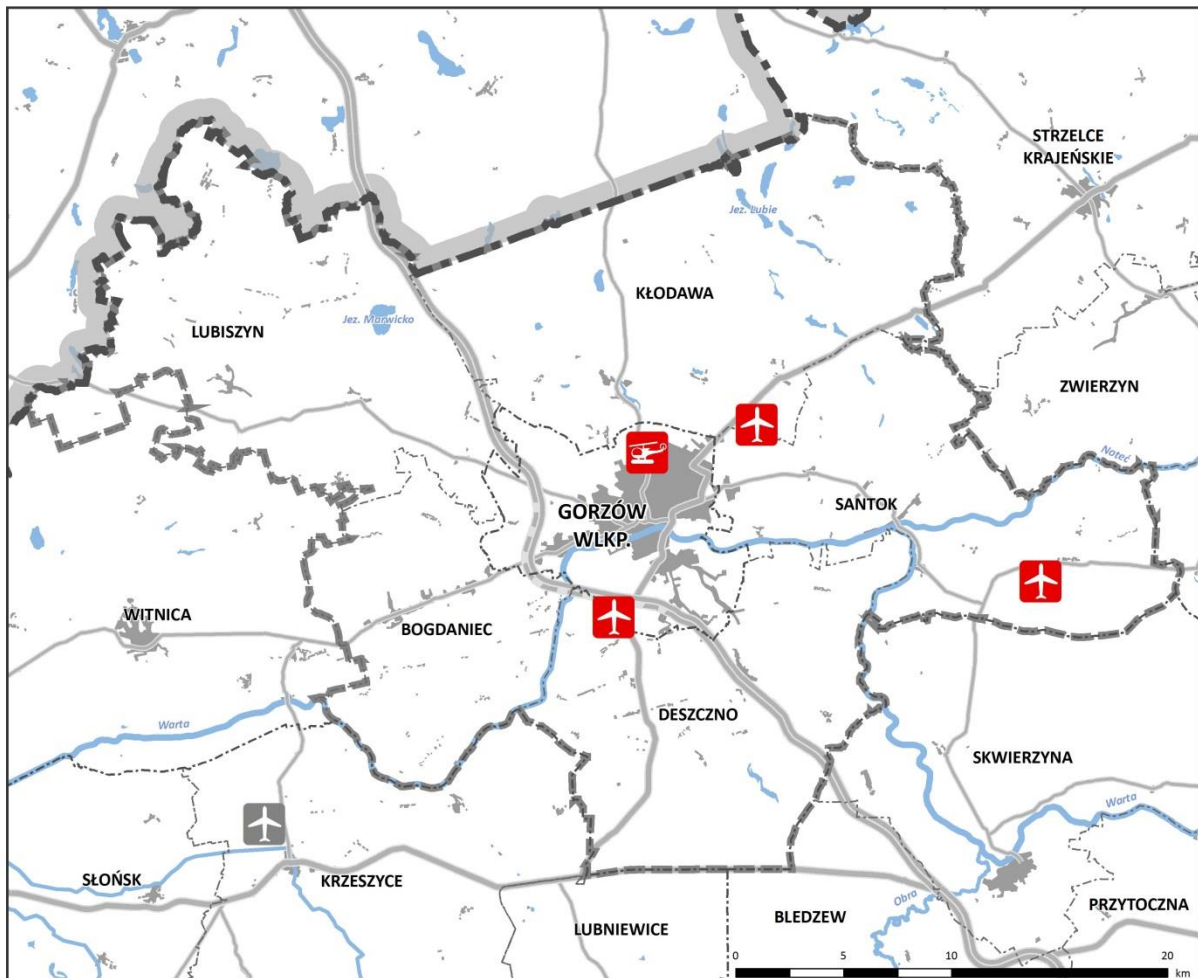 STRZELCE
KRAJEŃSKIE
Jez. Lubie
KŁODAWA
Jez. Marwicko
LUBISZYN
ZWIERZYN
Noteć
SANTOK
GORZÓW
WLKP.
WITNICA
BOGDANIEC
DESZCZNO
Warta
SKWIERZYNA
Warta
SŁOŃSK
KRZESZYCE
Obra
PRZYTOCZNA
LUBNIEWICE
BLEDZEW
0 5 10 20
km